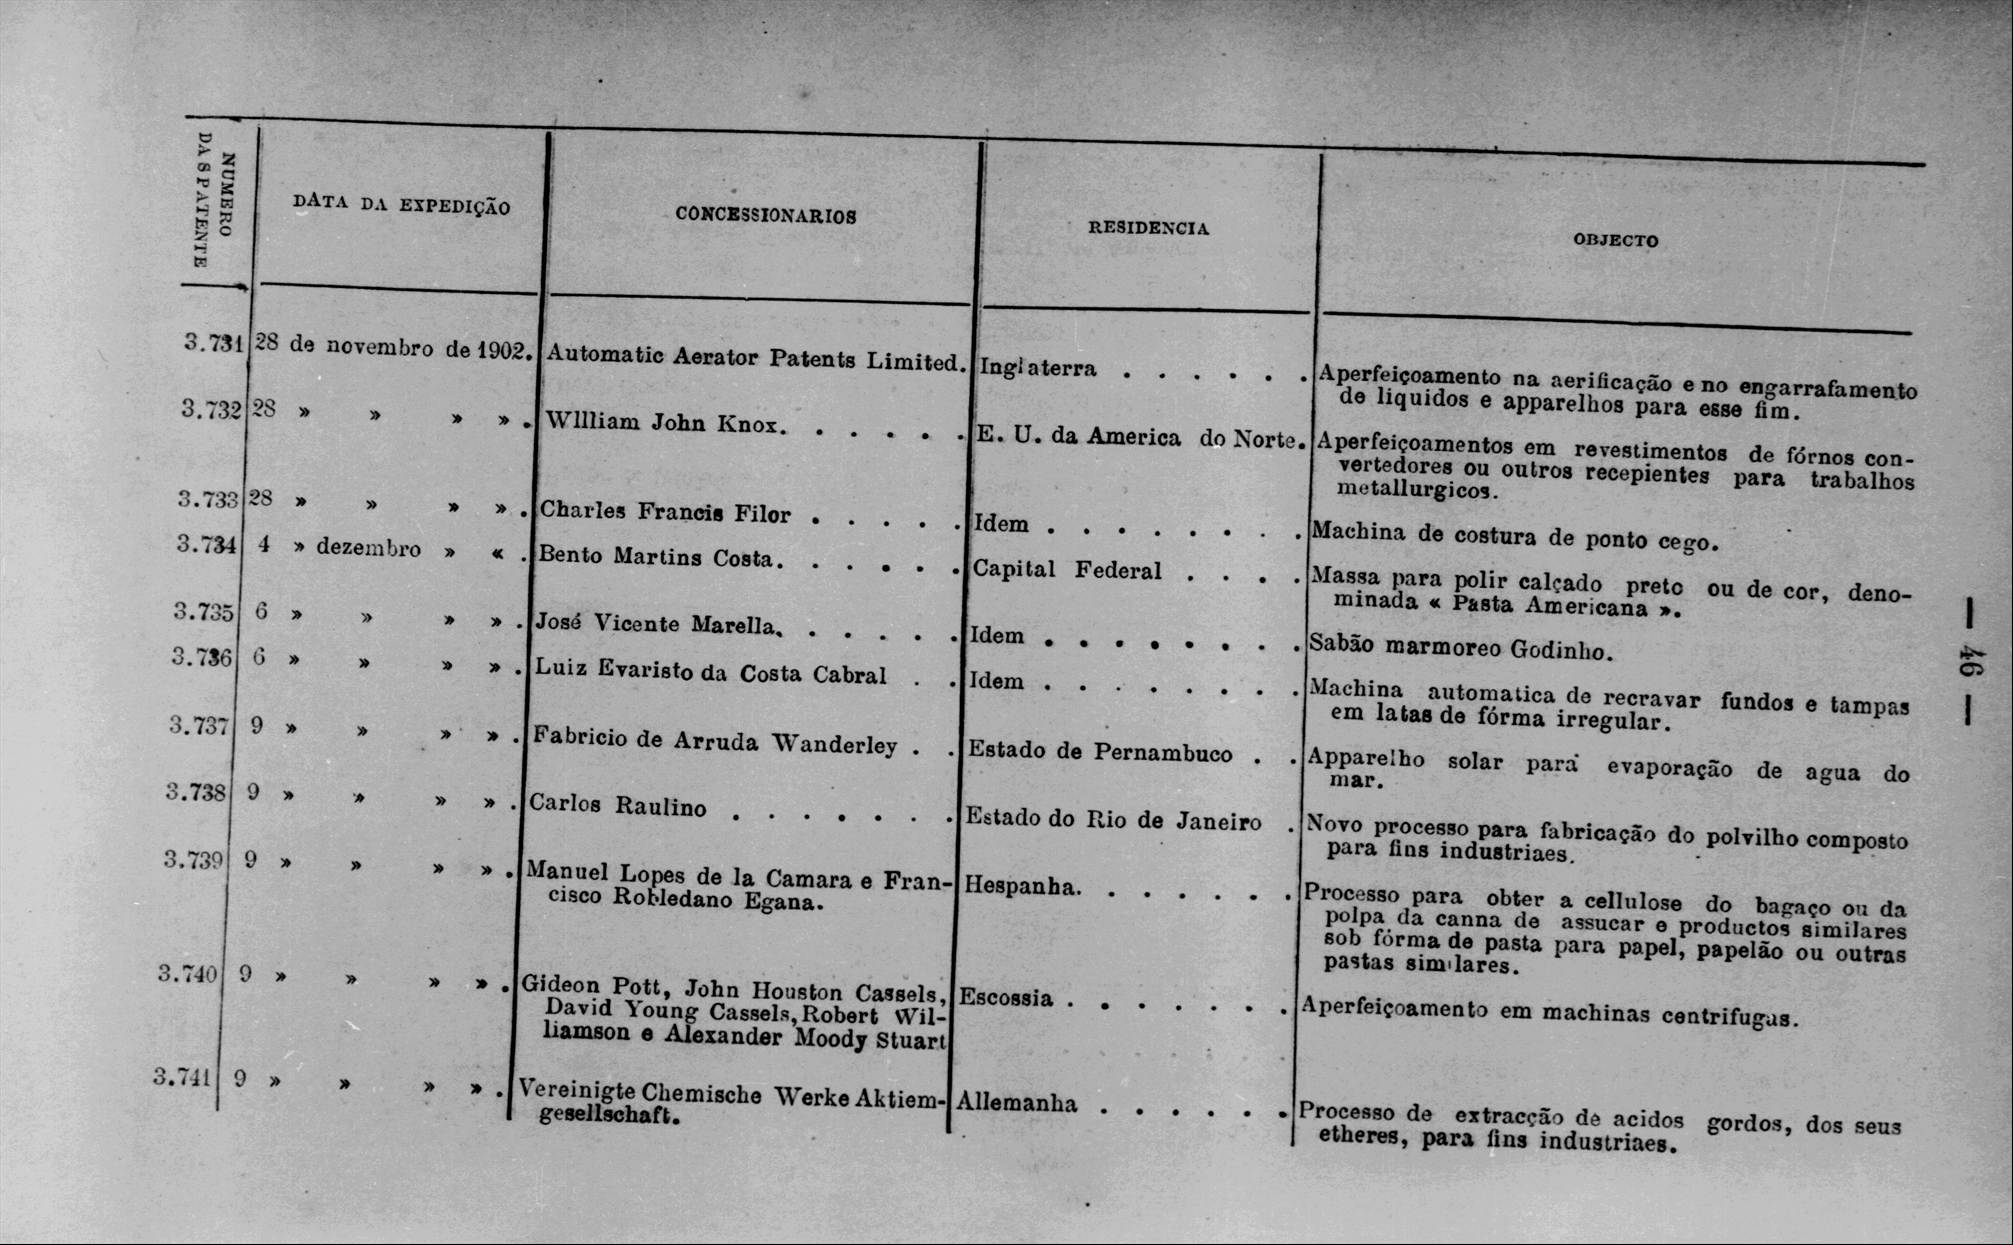 NUMERO DAS PATENTE
DATA DA EXPEDIÇÃO
CONCESSIONARIOS
RESIDENCIA
OBJECTO
3.731 28 de novembro de 1902. Automatic Aerator Patents Limited. Inglaterra . . . . . . Aperfeiçoamento na aerificação e no engarrafamento
de liquidos e apparelhos para esse fim.
3.732 28 » » » » . Wllliam John Knox. . . . . . E. U. da America do Norte. Aperfeiçoamentos em revestimentos de fórnos con-
vertedores ou outros recepientes para trabalhos
metallurgicos.
3.733 28 » » » » . Charles Francis Filor . . . . . Idem . . . . . . . . Machina de costura de ponto cego.
3.734 4 » dezembro » « . Bento Martins Costa. . . . . . Capital Federal . . . . Massa para polir calçado preto ou de cor, deno-
minada « Pasta Americana ».
3.735 6 » » » » . José Vicente Marella. . . . . . Idem . . . . . . . . Sabão marmoreo Godinho.
3.736 6 » » » » . Luiz Evaristo da Costa Cabral . . Idem . . . . . . . . Machina automatica de recravar fundos e tampas
em latas de fórma irregular.
3.737 9 » » » » . Fabricio de Arruda Wanderley . . Estado de Pernambuco . . Apparelho solar para evaporação de agua do
mar.
3.738 9 » » » » . Carlos Raulino . . . . . . . Estado do Rio de Janeiro . Novo processo para fabricação do polvilho composto
para fins industriaes.
3.739 9 » » » » . Manuel Lopes de la Camara e Fran- Hespanha. . . . . . . Processo para obter a cellulose do bagaço ou da
cisco Robledano Egana. polpa da canna de assucar e productos similares
sob fórma de pasta para papel, papelão ou outras
pastas similares.
3.740 9 » » » » . Gideon Pott, John Houston Cassels, Escossia . . . . . . . Aperfeiçoamento em machinas centrifugas.
David Young Cassels, Robert Wil-
liamson e Alexander Moody Stuart
3.741 9 » » » » . Vereinigte Chemische Werke Aktiem- Allemanha . . . . . . Processo de extracção de acidos gordos, dos seus
gesellschaft. etheres, para fins industriaes.
— 46 —